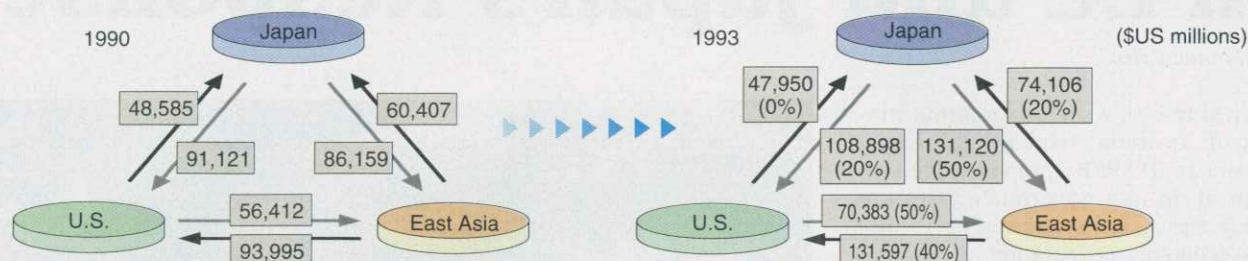 1990
Japan
48,585
60,407
91,121
86,159
56,412
U.S.
East Asia
93,995
1993
Japan
($US millions)
47,950
(0%)
74,106
(20%)
108,898
(20%)
131,120
(50%)
70,383 (50%)
U.S.
East Asia
131,597 (40%)